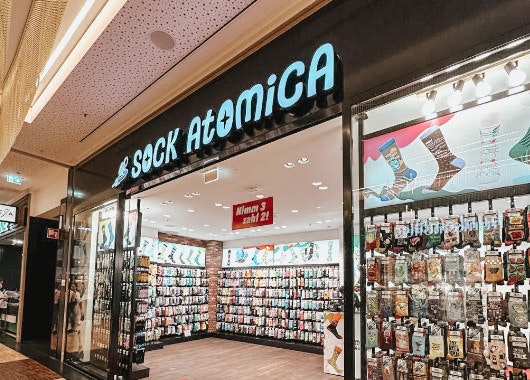 SOCK AtOMiCA
Nimm 3
zahl 2!